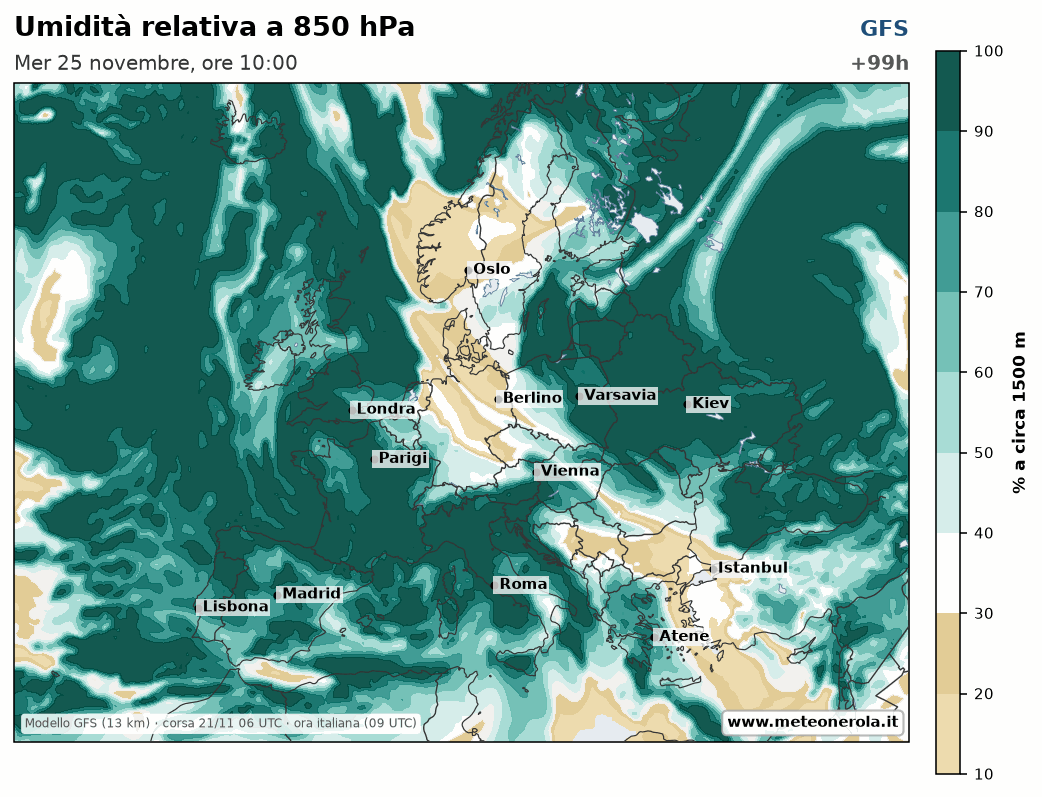 Umidità relativa a 850 hPa
GFS
Mer 25 novembre, ore 10:00
+99h
100
90
80
70
60
50
40
30
20
10
% a circa 1500 m
Oslo
Berlino
Varsavia
Kiev
Londra
Parigi
Vienna
Istanbul
Roma
Madrid
Lisbona
Atene
Modello GFS (13 km) · corsa 21/11 06 UTC · ora italiana (09 UTC)
www.meteonerola.it